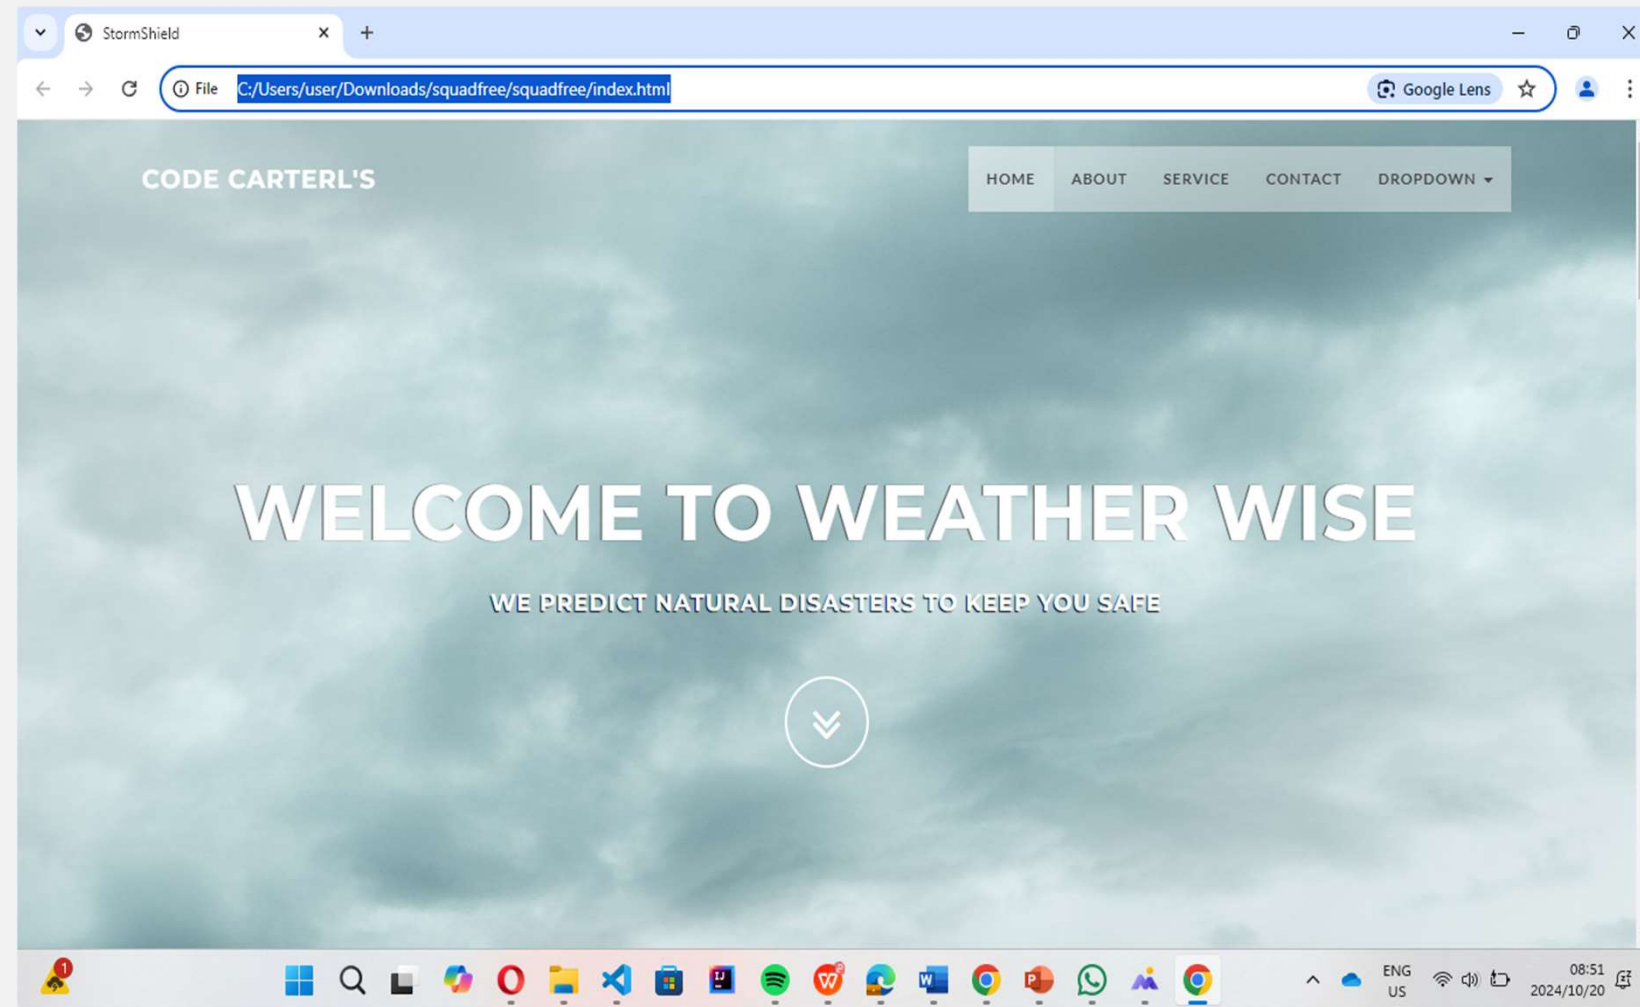 StormShield
File C:/Users/user/Downloads/squadfree/squadfree/index.html Google Lens
CODE CARTERL'S
HOME ABOUT SERVICE CONTACT DROPDOWN
WELCOME TO WEATHER WISE
WE PREDICT NATURAL DISASTERS TO KEEP YOU SAFE
1
ENG 08:51
US 2024/10/20